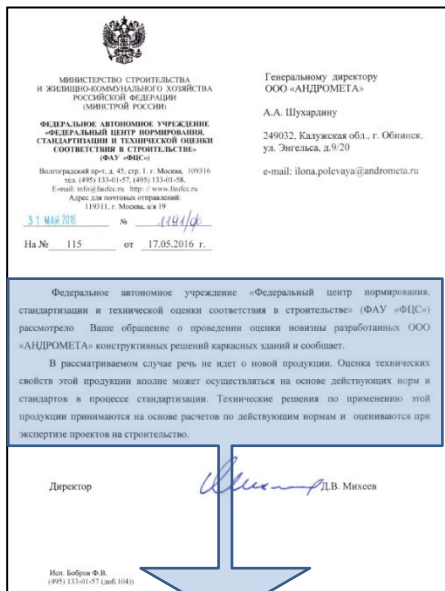 МИНИСТЕРСТВО СТРОИТЕЛЬСТВА
И ЖИЛИЩНО-КОММУНАЛЬНОГО ХОЗЯЙСТВА
РОССИЙСКОЙ ФЕДЕРАЦИИ
(МИНСТРОЙ РОССИИ)
ФЕДЕРАЛЬНОЕ АВТОНОМНОЕ УЧРЕЖДЕНИЕ
«ФЕДЕРАЛЬНЫЙ ЦЕНТР НОРМИРОВАНИЯ,
СТАНДАРТИЗАЦИИ И ТЕХНИЧЕСКОЙ ОЦЕНКИ
СООТВЕТСТВИЯ В СТРОИТЕЛЬСТВЕ»
(ФАУ «ФЦС»)
Волгоградский пр-т, д. 45, стр. 1, г. Москва, 109316
тел. (495) 133-01-57, (495) 133-01-58,
E-mail: info@faufcc.ru http: // www.faufcc.ru
Адрес для почтовых отправлений:
119311, г. Москва, а/я 19
31 МАЙ 2016 № 1191/фс
На № 115 от 17.05.2016 г.
Генеральному директору
ООО «АНДРОМЕТА»
А.А. Шухардину
249032, Калужская обл., г. Обнинск,
ул. Энгельса, д.9/20
e-mail: ilona.polevaya@andrometa.ru
Федеральное автономное учреждение «Федеральный центр нормирования,
стандартизации и технической оценки соответствия в строительстве» (ФАУ «ФЦС»)
рассмотрело Ваше обращение о проведении оценки новизны разработанных ООО
«АНДРОМЕТА» конструктивных решений каркасных зданий и сообщает.
В рассматриваемом случае речь не идет о новой продукции. Оценка технических
свойств этой продукции вполне может осуществляться на основе действующих норм и
стандартов в процессе стандартизации. Технические решения по применению этой
продукции принимаются на основе расчетов по действующим нормам и оцениваются при
экспертизе проектов на строительство.
Директор Д.В. Михеев
Исп. Бобров Ф.В.
(495) 133-01-57 (доб.104))